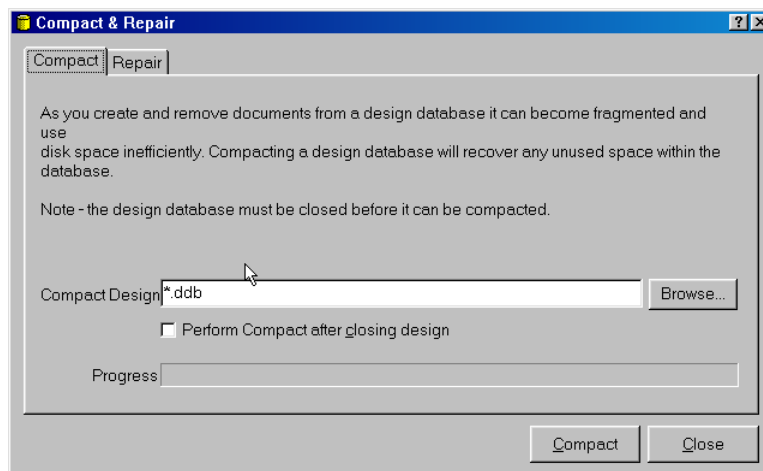 Compact & Repair
Compact Repair
As you create and remove documents from a design database it can become fragmented and
use
disk space inefficiently. Compacting a design database will recover any unused space within the
database.
Note - the design database must be closed before it can be compacted.
Compact Design *.ddb Browse...
Perform Compact after closing design
Progress
Compact Close